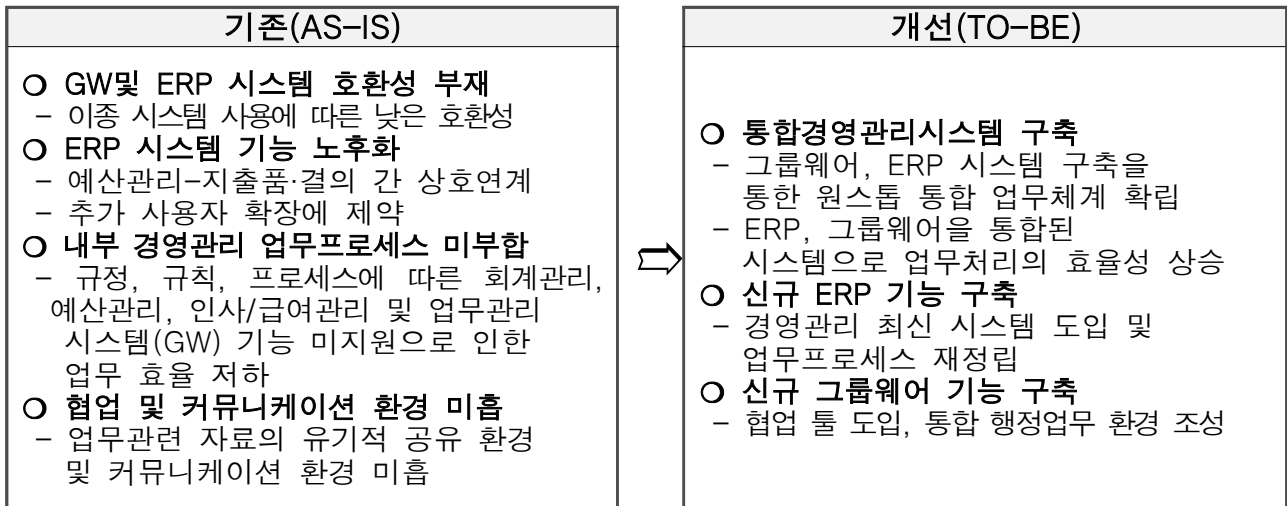 기존(AS-IS)
❍ GW및 ERP 시스템 호환성 부재
- 이종 시스템 사용에 따른 낮은 호환성
❍ ERP 시스템 기능 노후화
- 예산관리-지출품·결의 간 상호연계
- 추가 사용자 확장에 제약
❍ 내부 경영관리 업무프로세스 미부합
- 규정, 규칙, 프로세스에 따른 회계관리,
예산관리, 인사/급여관리 및 업무관리
시스템(GW) 기능 미지원으로 인한
업무 효율 저하
❍ 협업 및 커뮤니케이션 환경 미흡
- 업무관련 자료의 유기적 공유 환경
및 커뮤니케이션 환경 미흡
⇨
개선(TO-BE)
❍ 통합경영관리시스템 구축
- 그룹웨어, ERP 시스템 구축을
통한 원스톱 통합 업무체계 확립
- ERP, 그룹웨어을 통합된
시스템으로 업무처리의 효율성 상승
❍ 신규 ERP 기능 구축
- 경영관리 최신 시스템 도입 및
업무프로세스 재정립
❍ 신규 그룹웨어 기능 구축
- 협업 툴 도입, 통합 행정업무 환경 조성